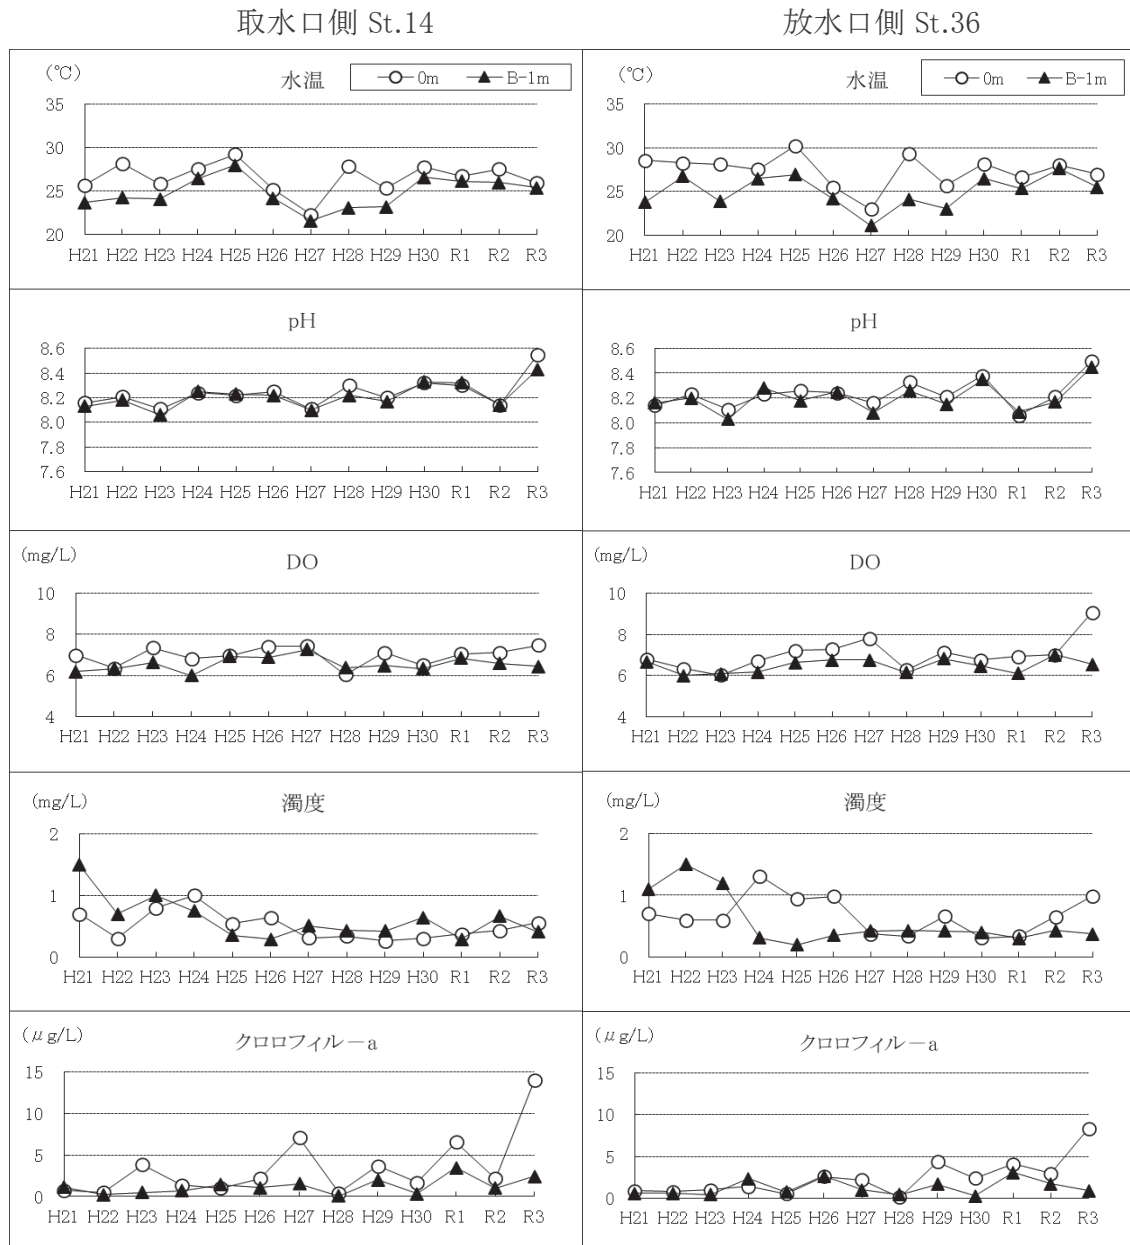 取水口側 St.14
放水口側 St.36
(℃)
水温
0m B-1m
35
30
25
20
H21 H22 H23 H24 H25 H26 H27 H28 H29 H30 R1 R2 R3
(℃)
水温
0m B-1m
35
30
25
20
H21 H22 H23 H24 H25 H26 H27 H28 H29 H30 R1 R2 R3
pH
8.6
8.4
8.2
8.0
7.8
7.6
H21 H22 H23 H24 H25 H26 H27 H28 H29 H30 R1 R2 R3
pH
8.6
8.4
8.2
8.0
7.8
7.6
H21 H22 H23 H24 H25 H26 H27 H28 H29 H30 R1 R2 R3
(mg/L)
DO
10
8
6
4
H21 H22 H23 H24 H25 H26 H27 H28 H29 H30 R1 R2 R3
(mg/L)
DO
10
8
6
4
H21 H22 H23 H24 H25 H26 H27 H28 H29 H30 R1 R2 R3
(mg/L)
濁度
2
1
0
H21 H22 H23 H24 H25 H26 H27 H28 H29 H30 R1 R2 R3
(mg/L)
濁度
2
1
0
H21 H22 H23 H24 H25 H26 H27 H28 H29 H30 R1 R2 R3
(μg/L)
クロロフィル－a
15
10
5
0
H21 H22 H23 H24 H25 H26 H27 H28 H29 H30 R1 R2 R3
(μg/L)
クロロフィル－a
15
10
5
0
H21 H22 H23 H24 H25 H26 H27 H28 H29 H30 R1 R2 R3